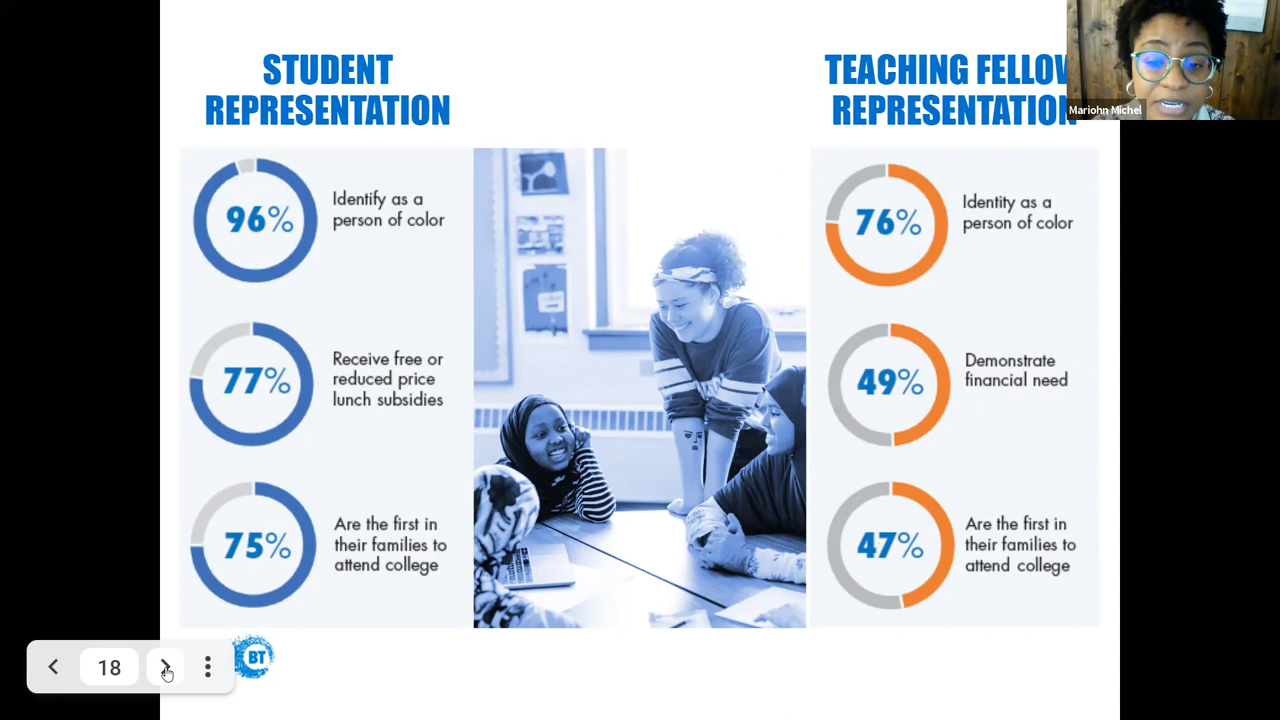 STUDENT
REPRESENTATION
96%
Identify as a
person of color
77%
Receive free or
reduced price
lunch subsidies
75%
Are the first in
their families to
attend college
TEACHING FELLOW
REPRESENTATION
Mariohn Michel
76%
Identity as a
person of color
49%
Demonstrate
financial need
47%
Are the first in
their families to
attend college
18
BT